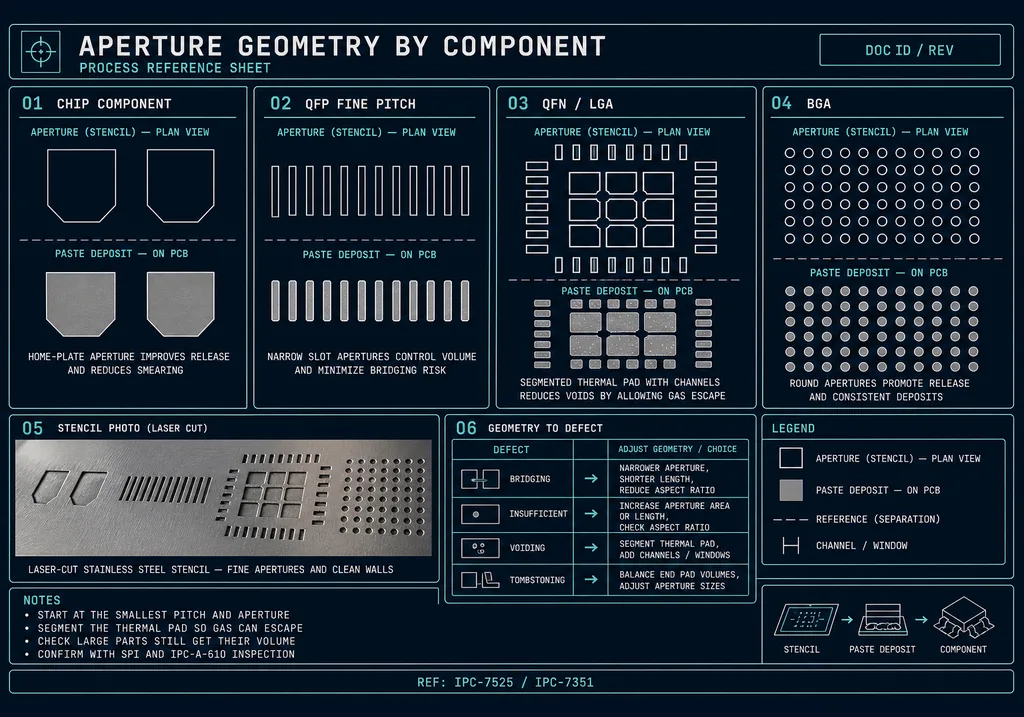 APERTURE GEOMETRY BY COMPONENT
PROCESS REFERENCE SHEET
DOC ID / REV
01 CHIP COMPONENT
APERTURE (STENCIL) — PLAN VIEW
PASTE DEPOSIT — ON PCB
HOME-PLATE APERTURE IMPROVES RELEASE
AND REDUCES SMEARING
02 QFP FINE PITCH
APERTURE (STENCIL) — PLAN VIEW
PASTE DEPOSIT — ON PCB
NARROW SLOT APERTURES CONTROL VOLUME
AND MINIMIZE BRIDGING RISK
03 QFN / LGA
APERTURE (STENCIL) — PLAN VIEW
PASTE DEPOSIT — ON PCB
SEGMENTED THERMAL PAD WITH CHANNELS
REDUCES VOIDS BY ALLOWING GAS ESCAPE
04 BGA
APERTURE (STENCIL) — PLAN VIEW
PASTE DEPOSIT — ON PCB
ROUND APERTURES PROMOTE RELEASE
AND CONSISTENT DEPOSITS
05 STENCIL PHOTO (LASER CUT)
LASER-CUT STAINLESS STEEL STENCIL — FINE APERTURES AND CLEAN WALLS
06 GEOMETRY TO DEFECT
DEFECT
ADJUST GEOMETRY / CHOICE
BRIDGING
→
NARROWER APERTURE,
SHORTER LENGTH,
REDUCE ASPECT RATIO
INSUFFICIENT
→
INCREASE APERTURE AREA
OR LENGTH,
CHECK ASPECT RATIO
VOIDING
→
SEGMENT THERMAL PAD,
ADD CHANNELS / WINDOWS
TOMBSTONING
→
BALANCE END PAD VOLUMES,
ADJUST APERTURE SIZES
LEGEND
APERTURE (STENCIL) — PLAN VIEW
PASTE DEPOSIT — ON PCB
REFERENCE (SEPARATION)
CHANNEL / WINDOW
NOTES
• START AT THE SMALLEST PITCH AND APERTURE
• SEGMENT THE THERMAL PAD SO GAS CAN ESCAPE
• CHECK LARGE PARTS STILL GET THEIR VOLUME
• CONFIRM WITH SPI AND IPC-A-610 INSPECTION
STENCIL
PASTE DEPOSIT
COMPONENT
REF: IPC-7525 / IPC-7351